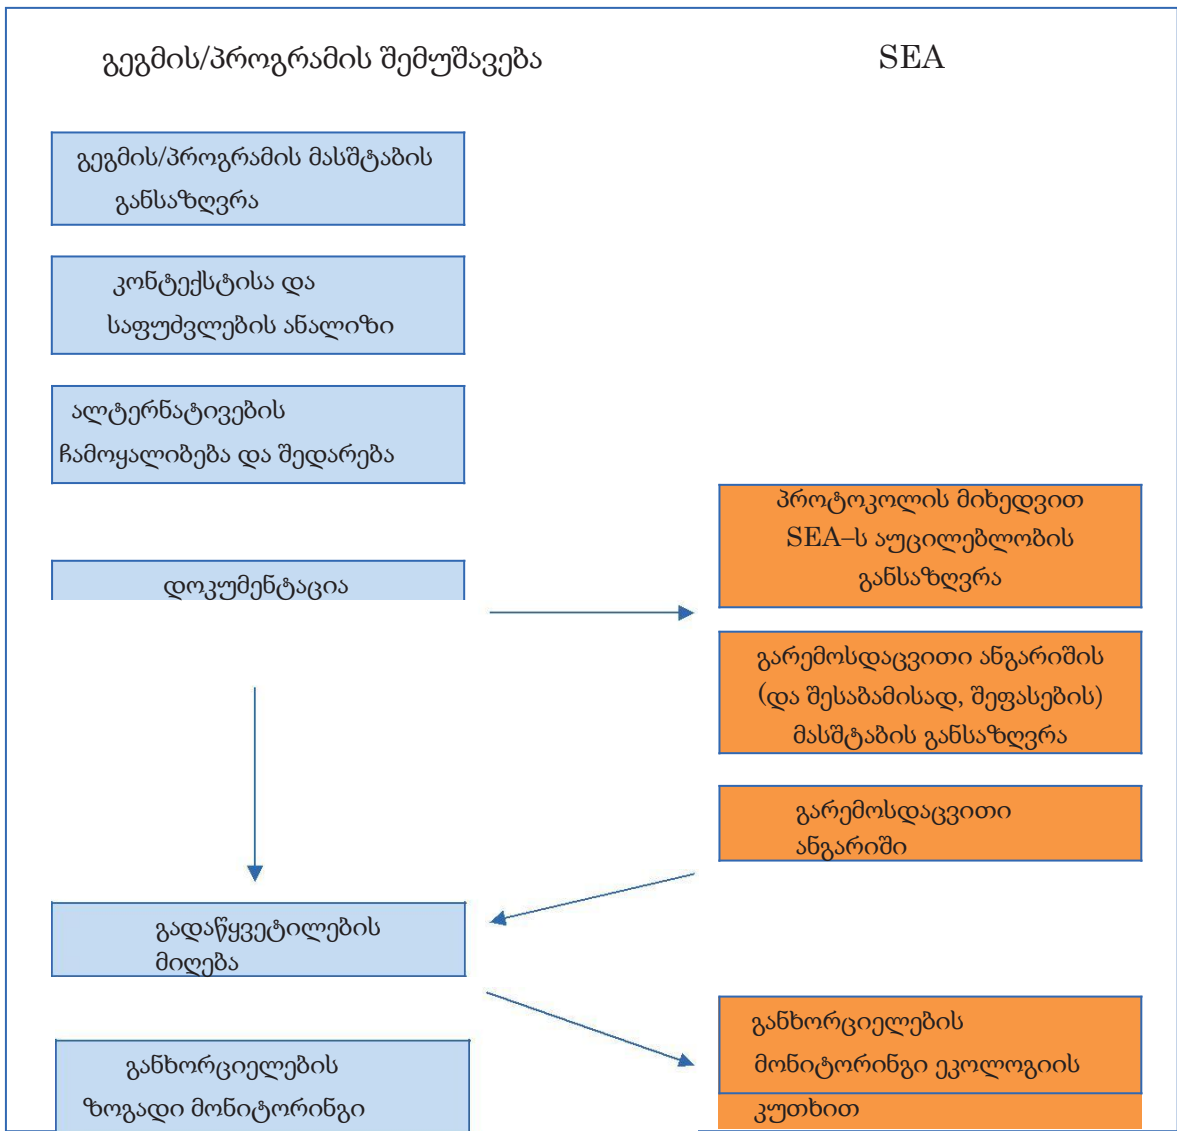 გეგმის/პროგრამის შემუშავება
SEA
გეგმის/პროგრამის მასშტაბის
განსაზღვრა
კონტექსტისა და
საფუძვლების ანალიზი
ალტერნატივების
ჩამოყალიბება და შედარება
დოკუმენტაცია
პროტოკოლის მიხედვით
SEA–ს აუცილებლობის
განსაზღვრა
გარემოსდაცვითი ანგარიშის
(და შესაბამისად, შეფასების)
მასშტაბის განსაზღვრა
გარემოსდაცვითი
ანგარიში
გადაწყვეტილების
მიღება
განხორციელების
ზოგადი მონიტორინგი
განხორციელების
მონიტორინგი ეკოლოგიის
კუთხით